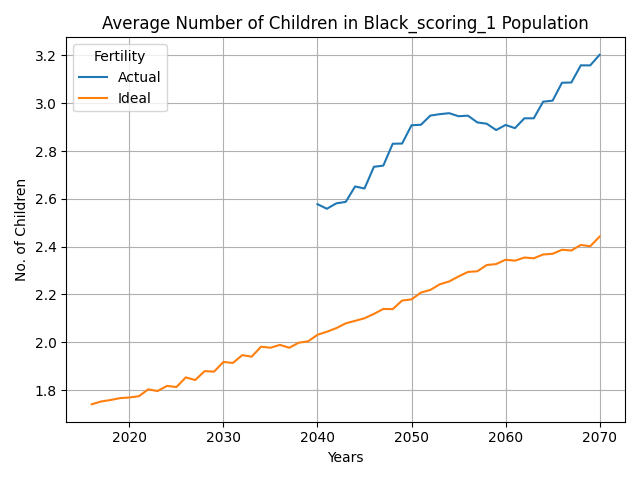 Average Number of Children in Black_scoring_1 Population
Fertility
Actual
Ideal
No. of Children
3.2
3.0
2.8
2.6
2.4
2.2
2.0
1.8
2020 2030 2040 2050 2060 2070
Years